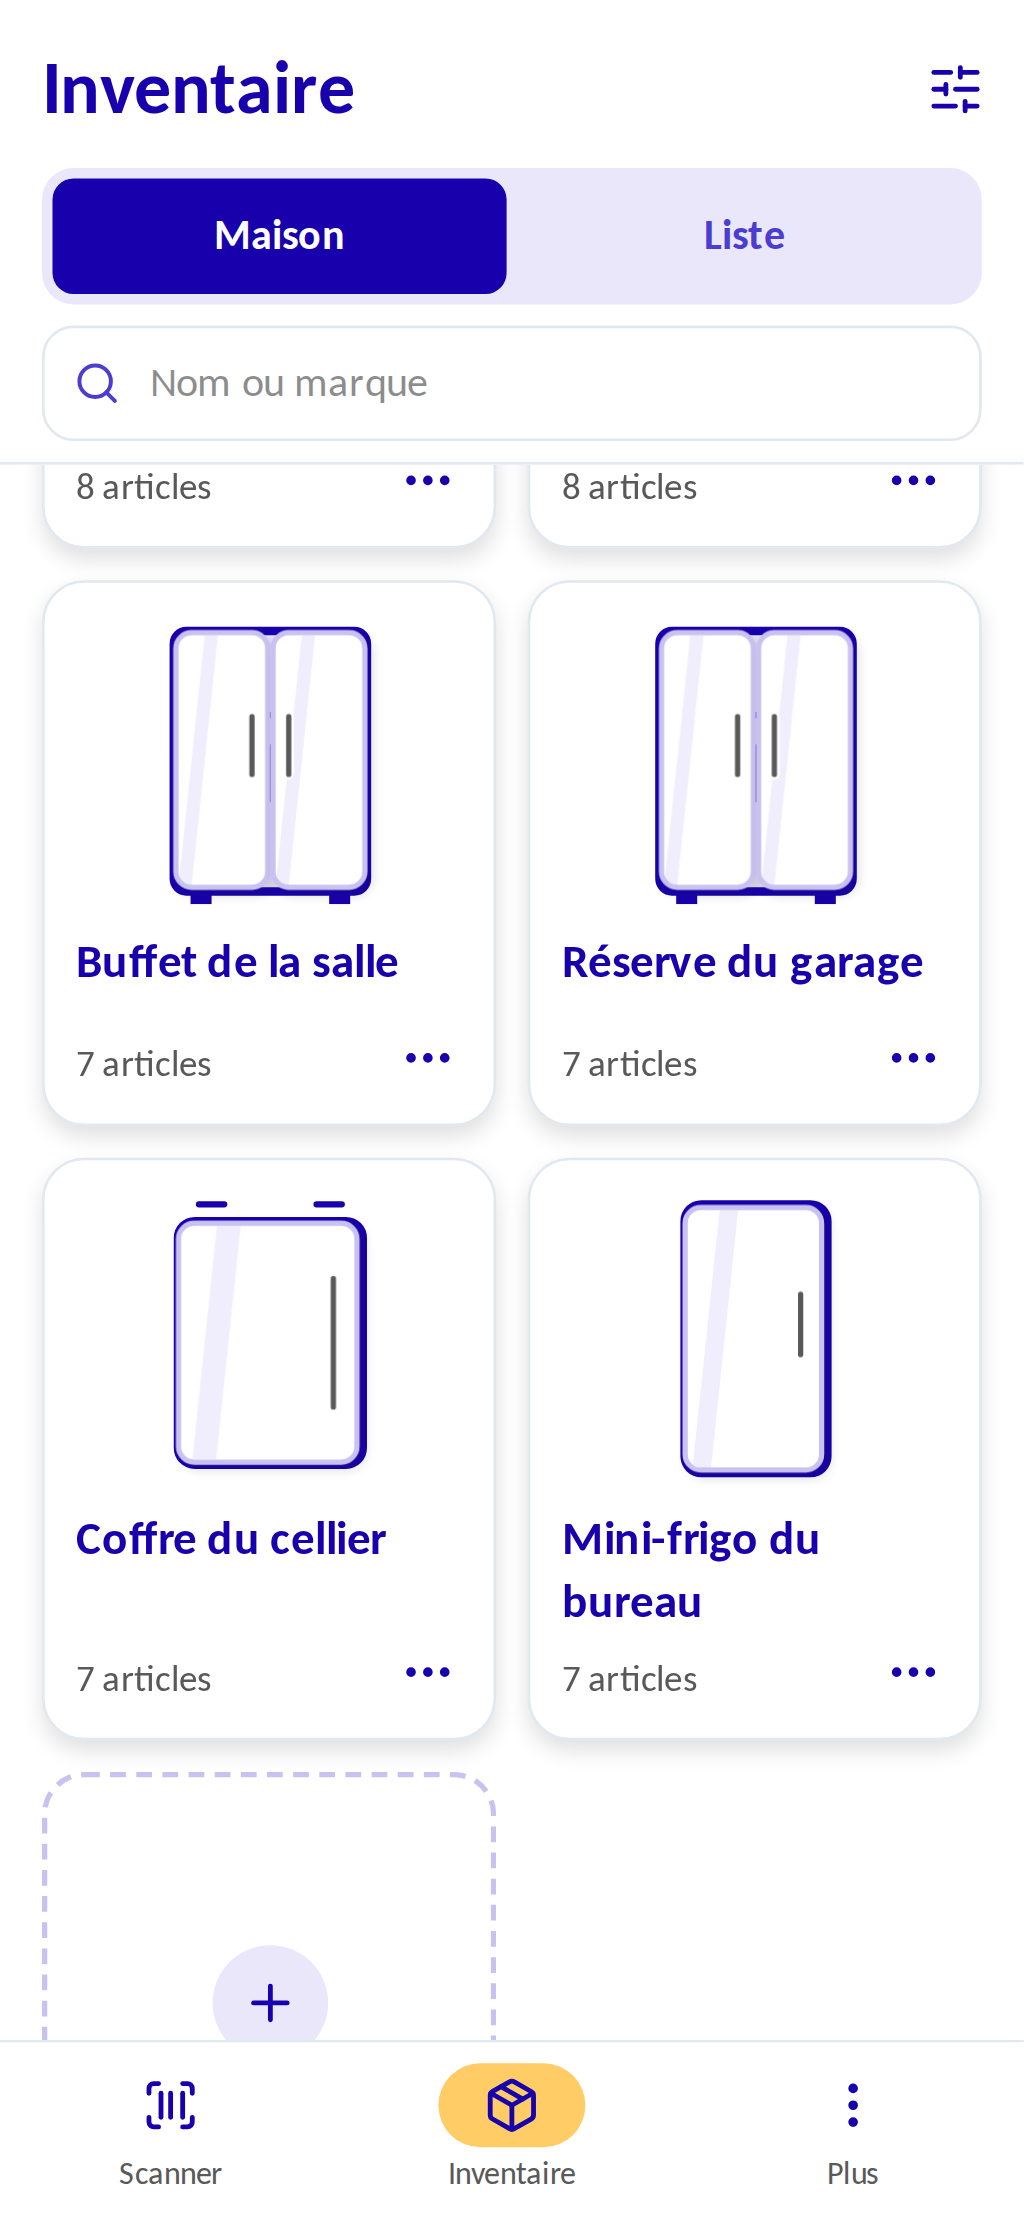 Inventaire
Maison
Liste
Nom ou marque
8 articles
8 articles
Buffet de la salle
Réserve du garage
7 articles
7 articles
Coffre du cellier
Mini-frigo du
bureau
7 articles
7 articles
Scanner
Inventaire
Plus